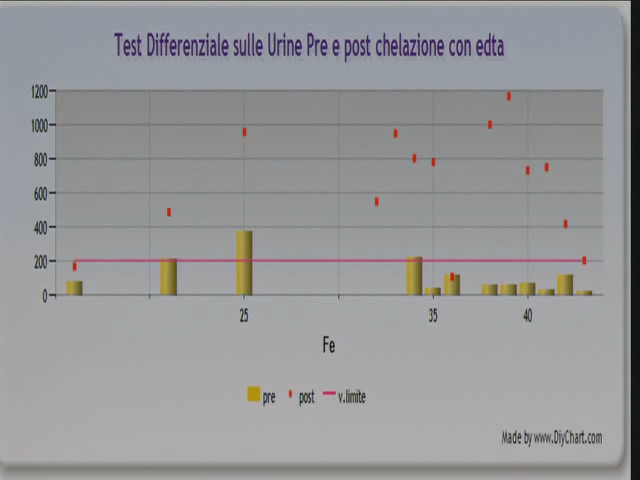 Test Differenziale sulle Urine Pre e post chelazione con edta
1200
1000
800
600
400
200
0
25 35 40
Fe
pre post v.limite
Made by www.DiyChart.com